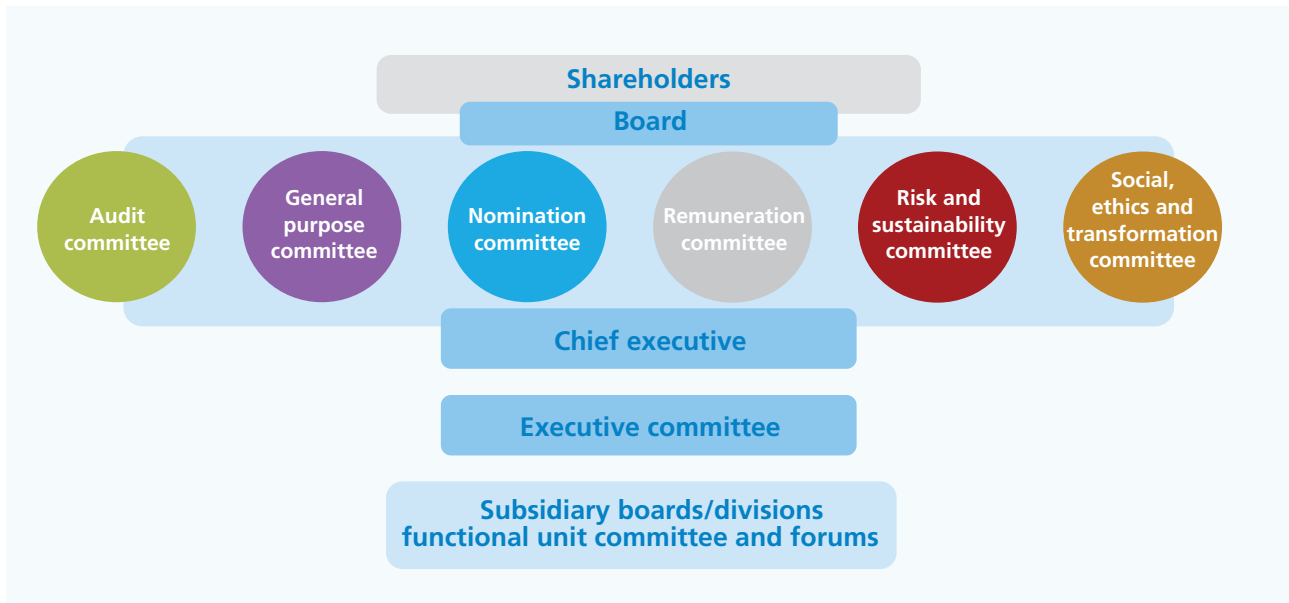 Shareholders
Board
Audit
committee
General
purpose
committee
Nomination
committee
Remuneration
committee
Risk and
sustainability
committee
Social,
ethics and
transformation
committee
Chief executive
Executive committee
Subsidiary boards/divisions
functional unit committee and forums